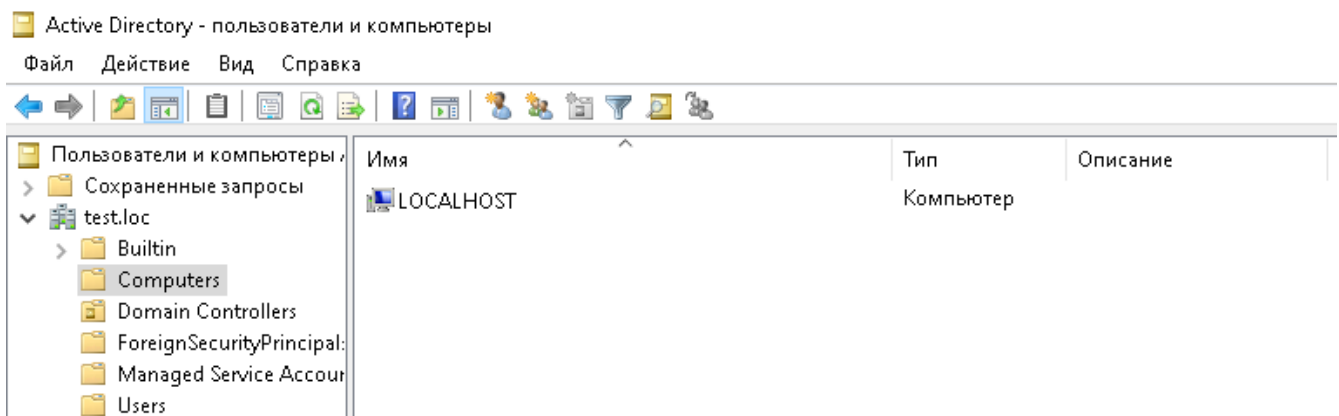 Active Directory - пользователи и компьютеры
Файл Действие Вид Справка
Пользователи и компьютеры
Сохраненные запросы
test.loc
Builtin
Computers
Domain Controllers
ForeignSecurityPrincipal
Managed Service Accour
Users
Имя Тип Описание
LOCALHOST Компьютер